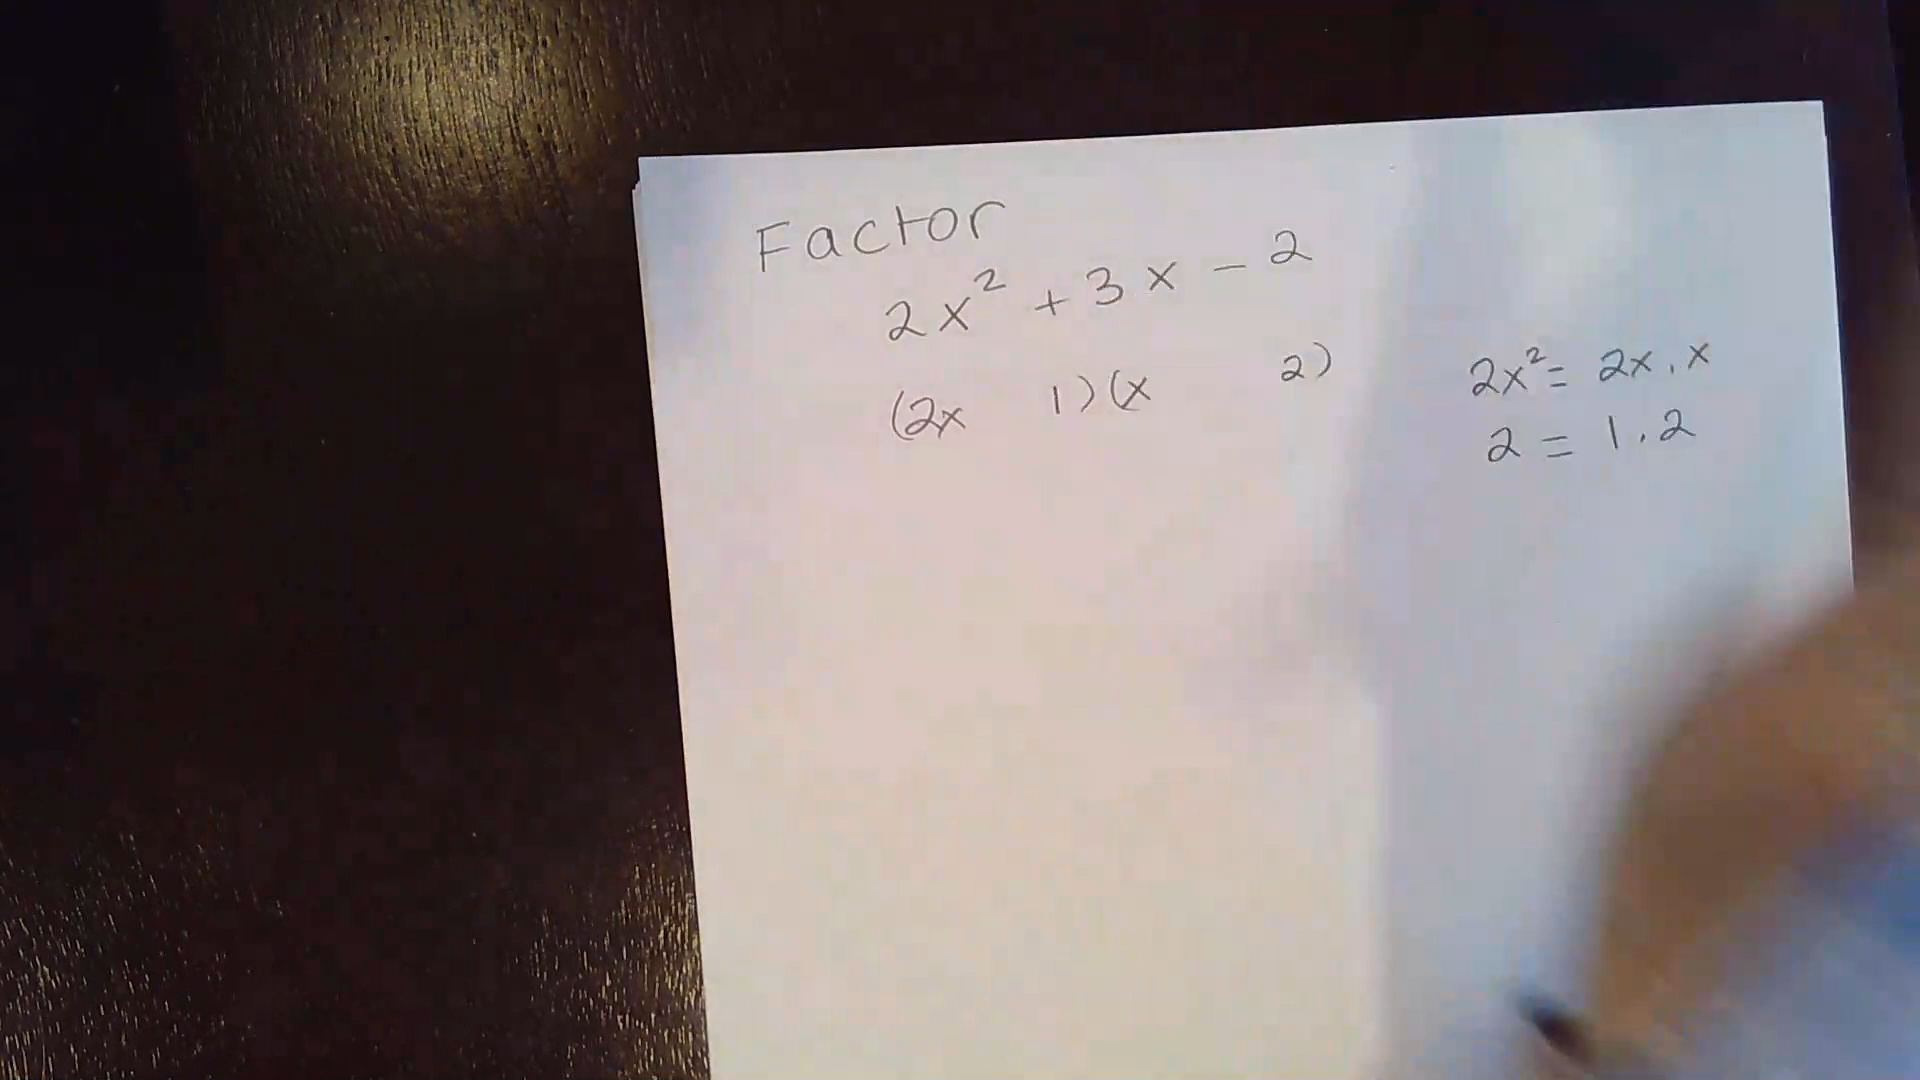 Factor
2x² + 3x - 2
(2x 1)(x 2)
2x² = 2x . x
2 = 1 . 2